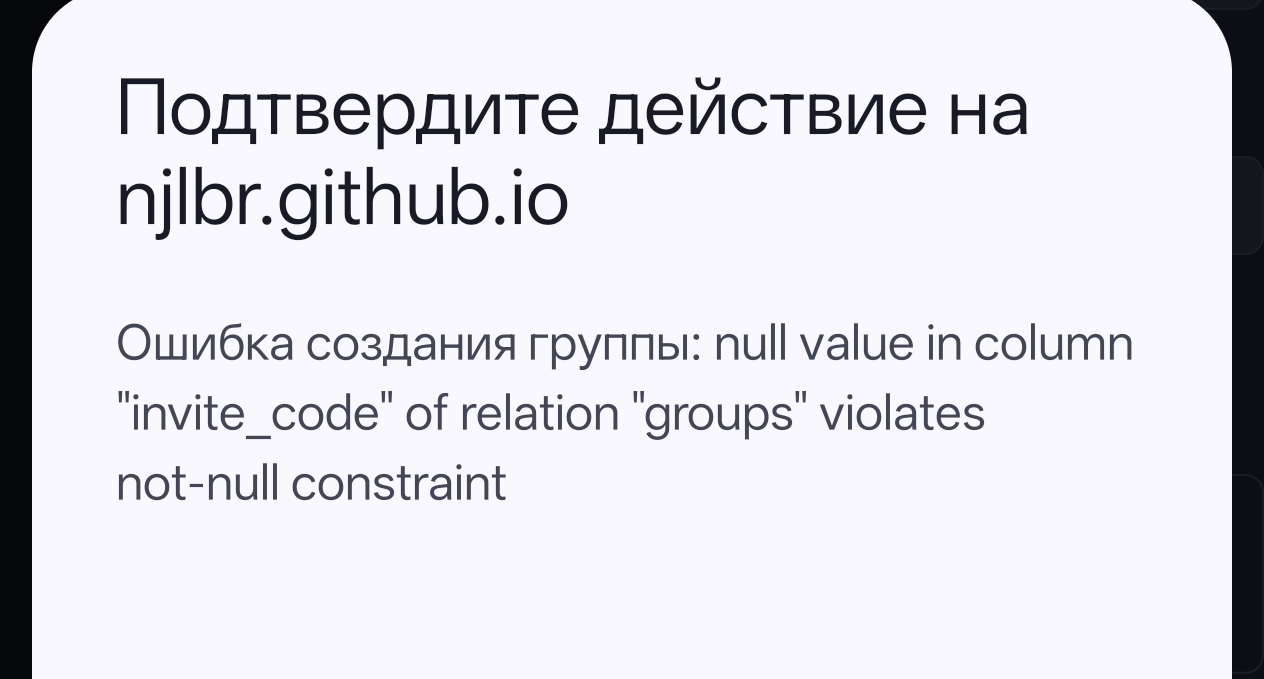 Подтвердите действие на
njlbr.github.io
Ошибка создания группы: null value in column
"invite_code" of relation "groups" violates
not-null constraint